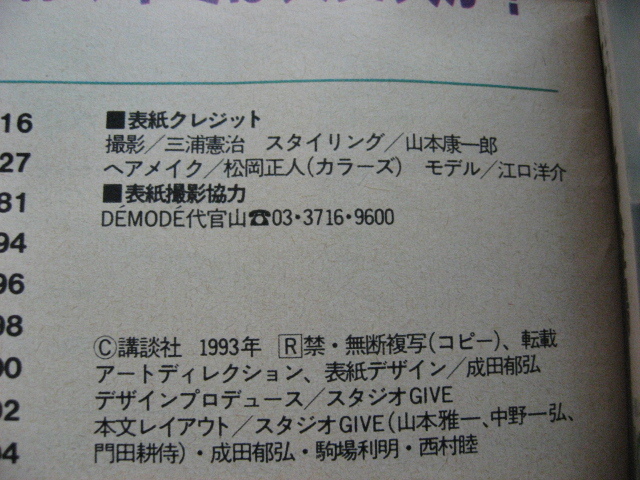 16
27
81
94
96
98
00
02
04
■表紙クレジット
撮影／三浦憲治　スタイリング／山本康一郎
ヘアメイク／松岡正人(カラーズ)　モデル／江口洋介
■表紙撮影協力
DÉMODÉ代官山☎03・3716・9600
Ⓒ講談社 1993年 🅁禁・無断複写(コピー)、転載
アートディレクション、表紙デザイン／成田郁弘
デザインプロデュース／スタジオGIVE
本文レイアウト／スタジオGIVE(山本雅一、中野一弘、
門田耕侍)・成田郁弘・駒場利明・西村睦